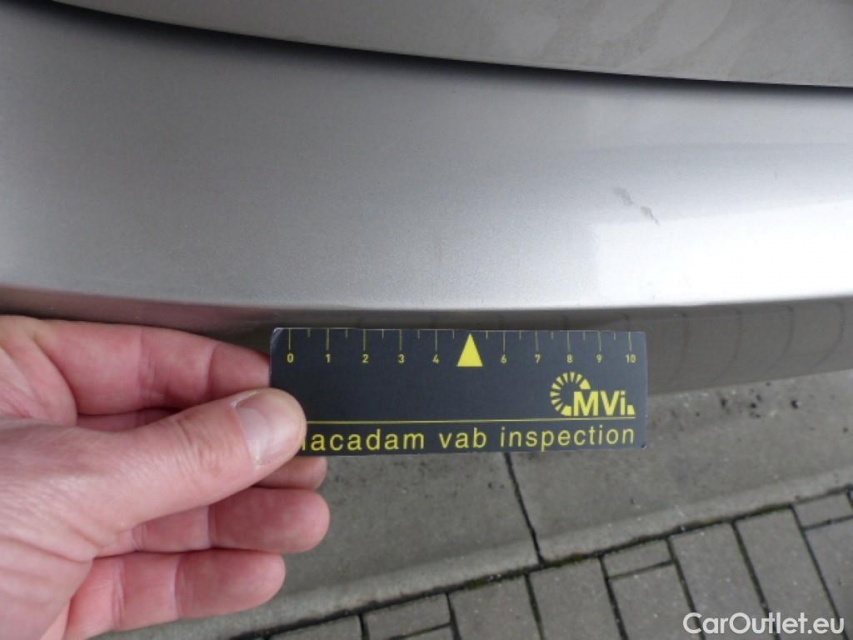 0 1 2 3 4 6 7 8 9 10
MVi.
acadam vab inspection
CarOutlet.eu